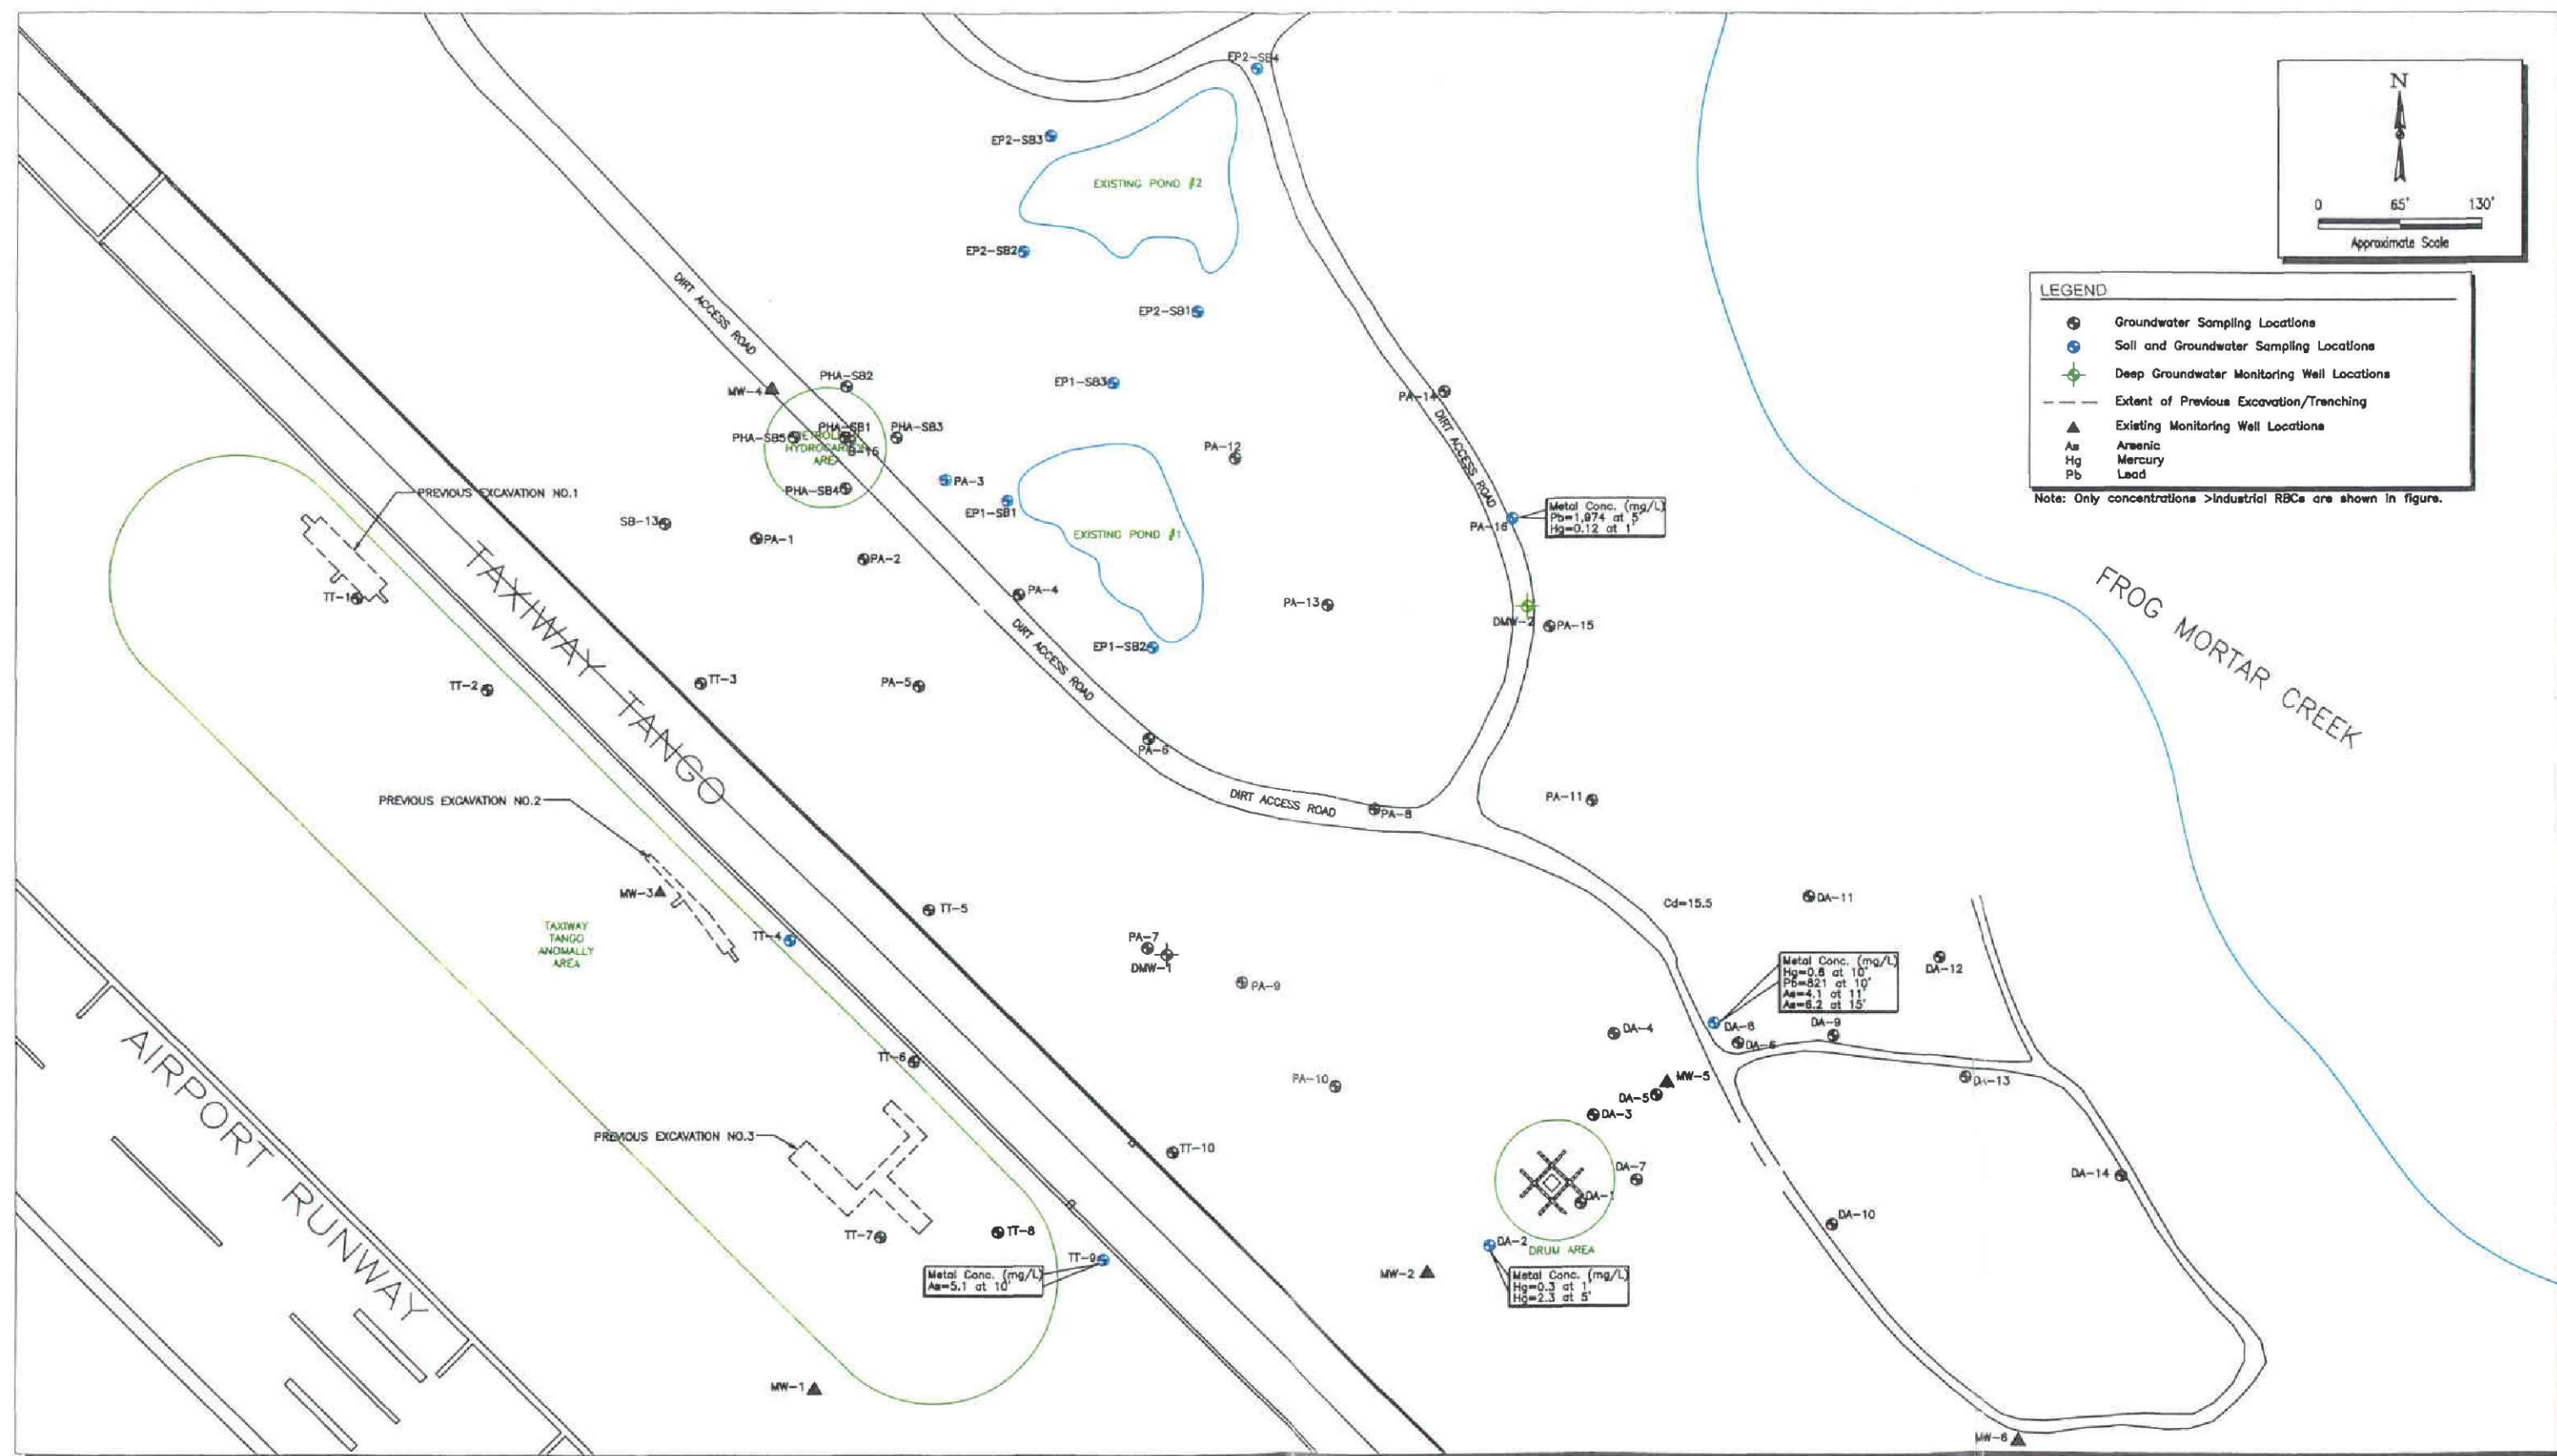 EP2-SB4
N
0 65' 130'
Approximate Scale
EP2-SB3
EXISTING POND #2
EP2-SB2
DIRT ACCESS ROAD
EP2-SB1
LEGEND
Groundwater Sampling Locations
Soil and Groundwater Sampling Locations
Deep Groundwater Monitoring Well Locations
Extent of Previous Excavation/Trenching
Existing Monitoring Well Locations
As Arsenic
Hg Mercury
Pb Lead
Note: Only concentrations >Industrial RBCs are shown in figure.
MW-4
PHA-SB2
EP1-SB3
PA-14
DIRT ACCESS ROAD
PHA-SB5
PHA-SB1
PHA-SB3
HYDROCARBON
AREA
PHA-SB4
PA-12
PA-3
EP1-SB1
PREVIOUS EXCAVATION NO.1
SB-13
PA-1
PA-2
EXISTING POND #1
PA-16
Metal Conc. (mg/L)
Pb=1,974 at 5'
Hg=0.12 at 1'
TT-1
PA-4
PA-13
DMW-2
PA-15
FROG MORTAR CREEK
TAXIWAY TANGO
DIRT ACCESS ROAD
EP1-SB2
TT-2
TT-3
PA-5
PA-6
PREVIOUS EXCAVATION NO.2
DIRT ACCESS ROAD
PA-8
PA-11
MW-3
TT-4
TT-5
Cd=15.5
DA-11
TAXIWAY
TANGO
ANOMALLY
AREA
PA-7
DMW-1
PA-9
Metal Conc. (mg/L)
Hg=0.8 at 10'
Pb=821 at 10'
As=4.1 at 11'
As=6.2 at 15'
DA-12
DA-4
DA-8
DA-6
DA-9
AIRPORT RUNWAY
TT-6
PA-10
MW-5
DA-5
DA-3
DA-13
PREVIOUS EXCAVATION NO.3
TT-10
DA-7
DA-1
DA-14
DA-10
TT-7
TT-8
TT-9
Metal Conc. (mg/L)
As=5.1 at 10'
DA-2
DRUM AREA
MW-2
Metal Conc. (mg/L)
Hg=0.3 at 1'
Hg=2.3 at 5'
MW-1
MW-6